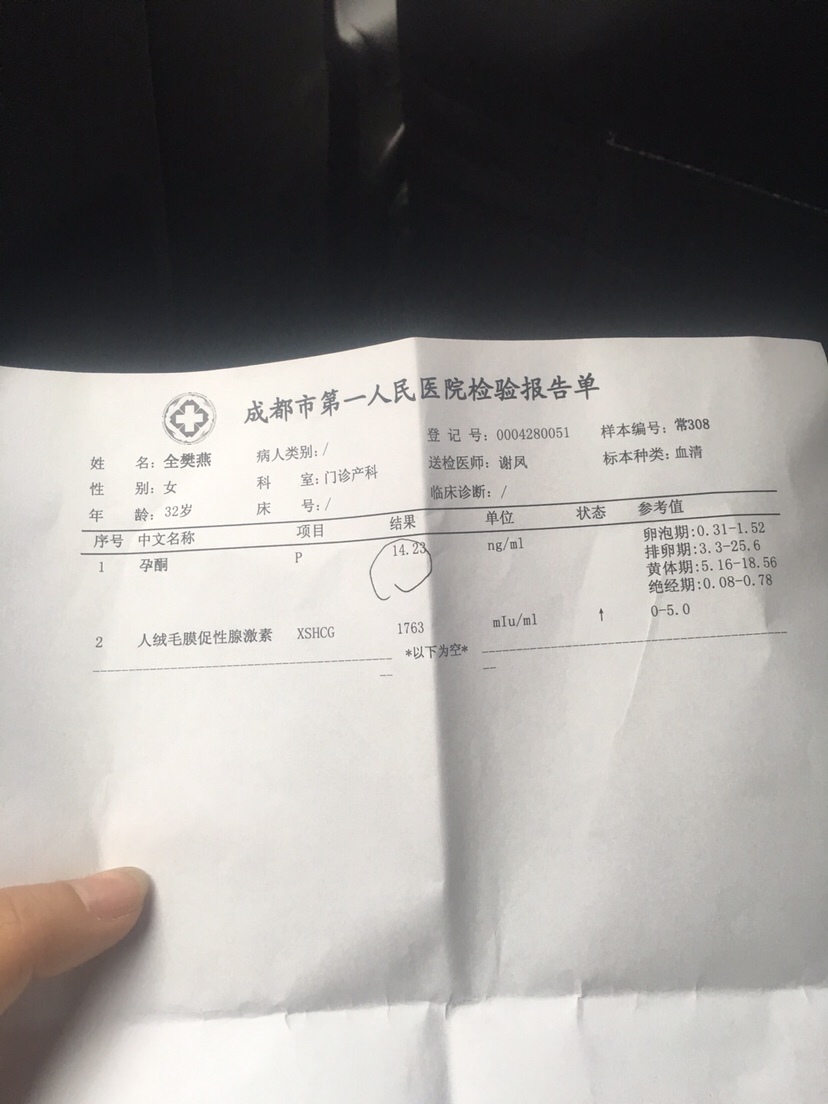 成都市第一人民医院检验报告单
姓 名: 全樊燕 病人类别: / 登 记 号: 0004280051 样本编号: 常308
性 别: 女 科 室: 门诊产科 送检医师: 谢凤 标本种类: 血清
年 龄: 32岁 床 号: / 临床诊断: /
序号 中文名称 项目 结果 单位 状态 参考值
1 孕酮 P 14.23 ng/ml 卵泡期:0.31-1.52
排卵期:3.3-25.6
黄体期:5.16-18.56
绝经期:0.08-0.78
2 人绒毛膜促性腺激素 XSHCG 1763 mIu/ml ↑ 0-5.0
*以下为空*